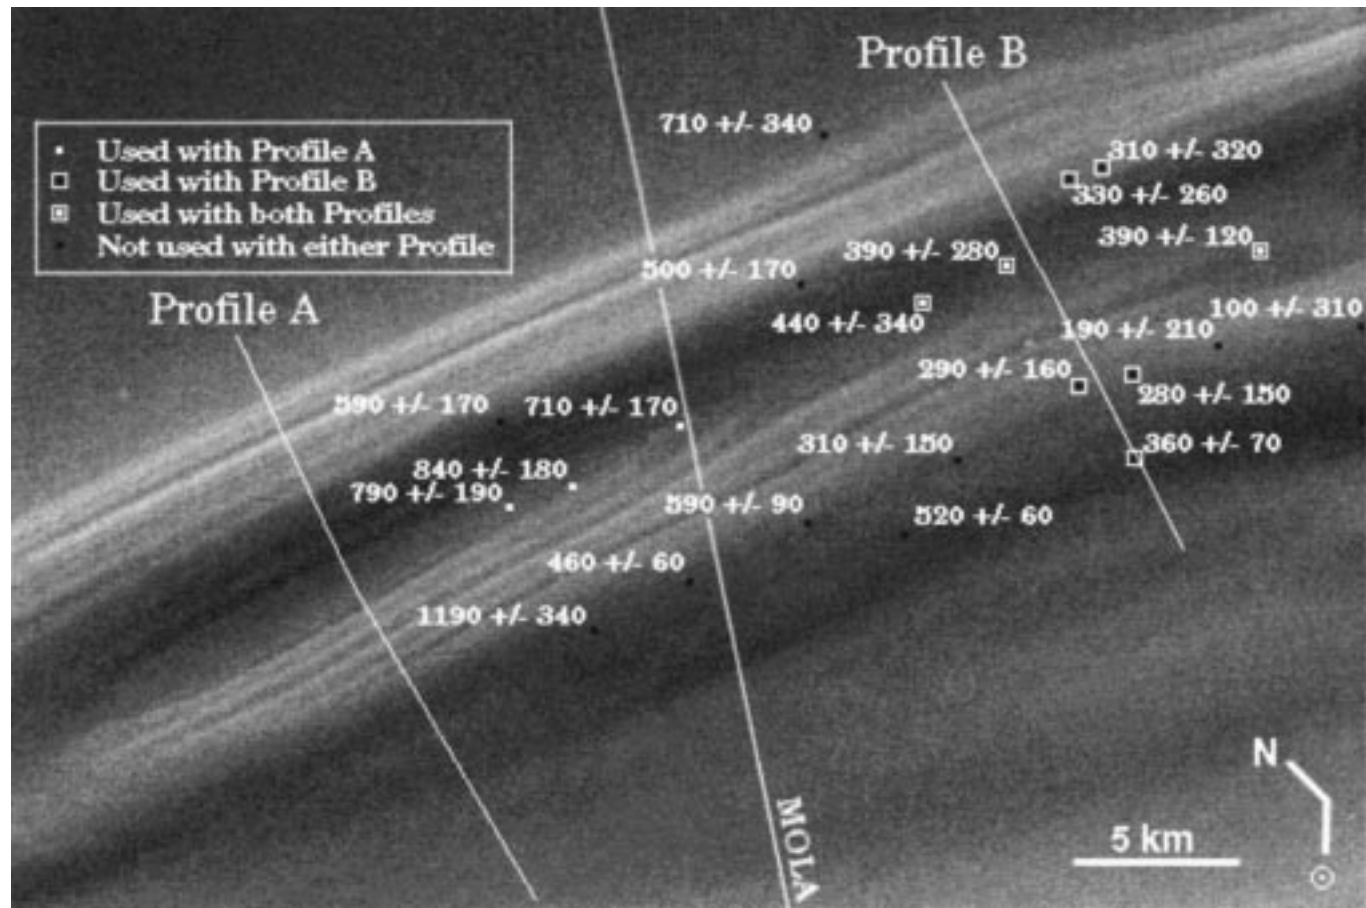 Profile B
710 +/- 340
Used with Profile A
Used with Profile B
Used with both Profiles
Not used with either Profile
310 +/- 320
330 +/- 260
390 +/- 120
390 +/- 280
500 +/- 170
440 +/- 340
100 +/- 310
190 +/- 210
Profile A
290 +/- 160
280 +/- 150
590 +/- 170
710 +/- 170
310 +/- 150
360 +/- 70
840 +/- 180
790 +/- 190
590 +/- 90
520 +/- 60
460 +/- 60
1190 +/- 340
MOLA
N
5 km